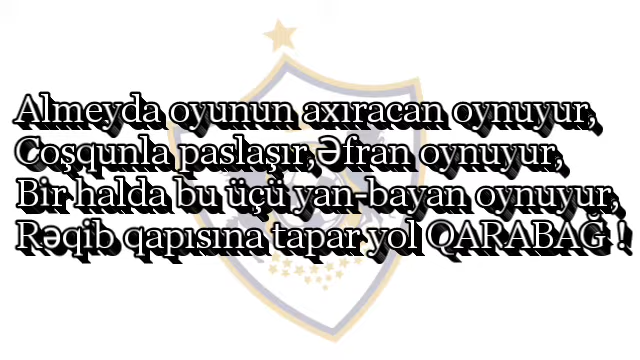 Almeyda oyunun axıracan oynuyur,
Coşqunla paslaşır,Əfran oynuyur,
Bir halda bu üçü yan-bayan oynuyur,
Rəqib qapısına tapar yol QARABAĞ !